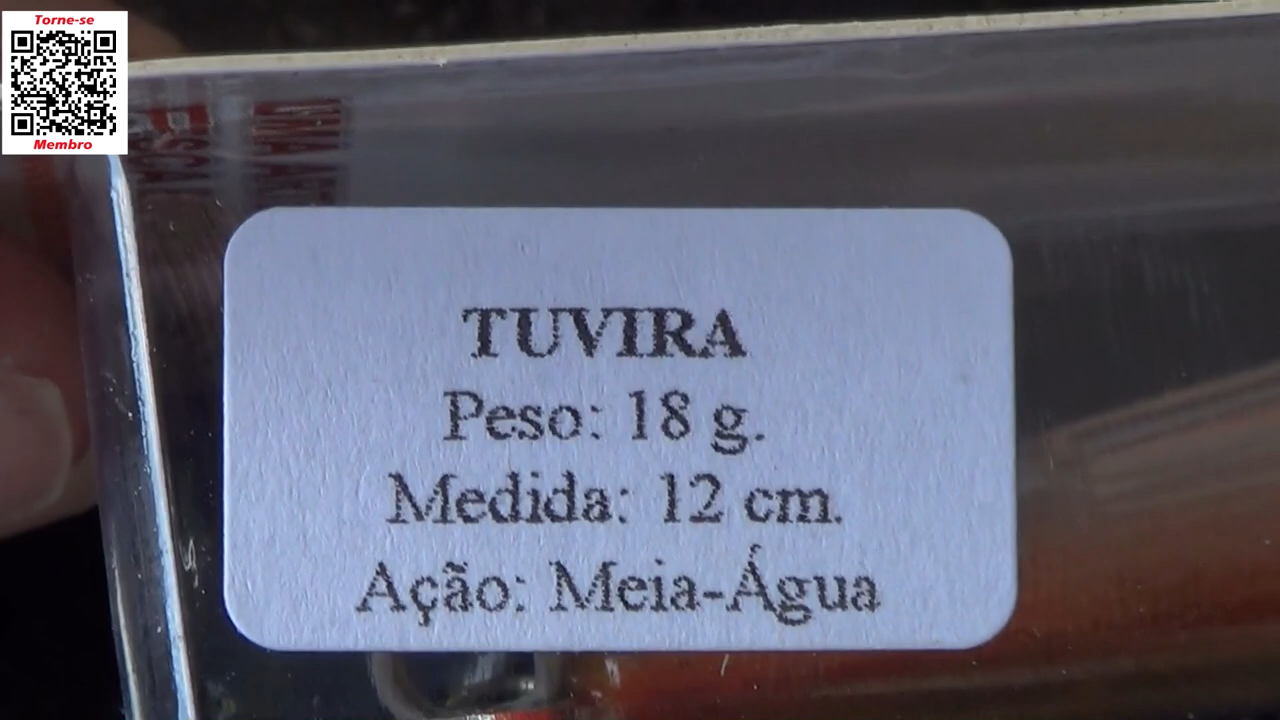 Torne-se
Membro
TUVIRA
Peso: 18 g.
Medida: 12 cm.
Ação: Meia-Água